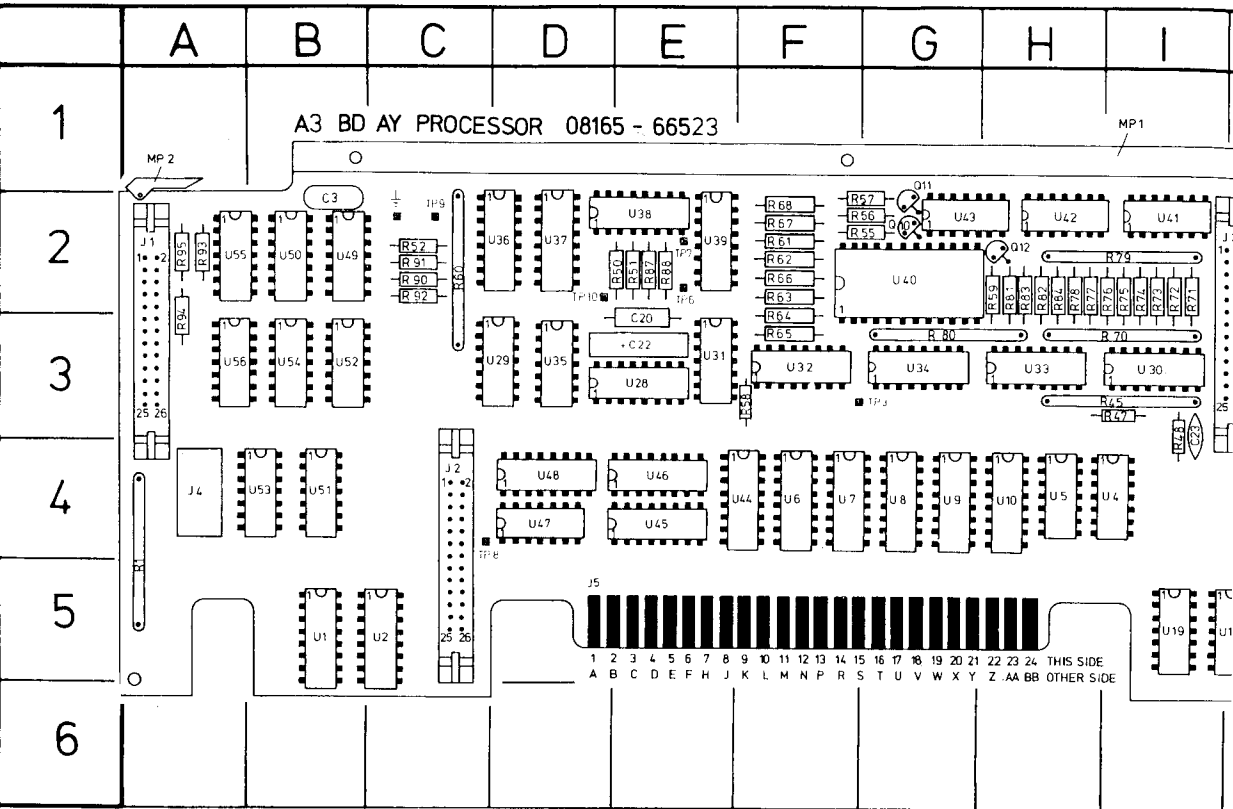 A B C D E F G H I
1
A3 BD AY PROCESSOR 08165 - 66523
MP1
MP 2
2
C3
TP9
J1
1 2
R95
R93
U55
U50
U49
R52
R91
R90
R92
R60
U36
U37
U38
1
U39
R50
R51
R87
R88
TP7
TP10
TP6
R68
R67
R61
R62
R66
R63
R64
R65
R57
R56
R55
Q11
Q10
U43
U42
U41
Q12
U40
1
R79
R59
R81
R83
R82
R84
R78
R77
R76
R75
R74
R73
R72
R71
1
R94
C20
3
U56
U54
U52
U29
U35
+C22
U28
U31
R58
U32
TP3
R 80
R 70
U34
U33
U30
R45
R47
R48
C23
25 26
25
4
J4
U53
U51
J 2
1 2
U48
U46
U47
U45
TP8
U44
U6
U7
U8
U9
U10
U5
U4
5
R1
U1
U2
25 26
J5
U19
U1
1 2 3 4 5 6 7 8 9 10 11 12 13 14 15 16 17 18 19 20 21 22 23 24 THIS SIDE
A B C D E F H J K L M N P R S T U V W X Y Z AA BB OTHER SIDE
6